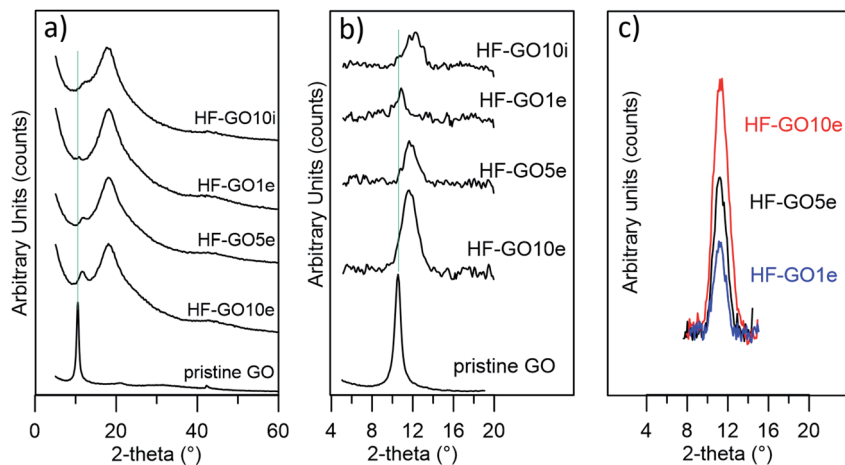 a)
Arbitrary Units (counts)
HF-GO10i
HF-GO1e
HF-GO5e
HF-GO10e
pristine GO
0 20 40 60
2-theta (°)
b)
Arbitrary Units (counts)
HF-GO10i
HF-GO1e
HF-GO5e
HF-GO10e
pristine GO
4 8 12 16 20
2-theta (°)
c)
Arbitrary units (counts)
HF-GO10e
HF-GO5e
HF-GO1e
4 8 12 16 20
2-theta (°)